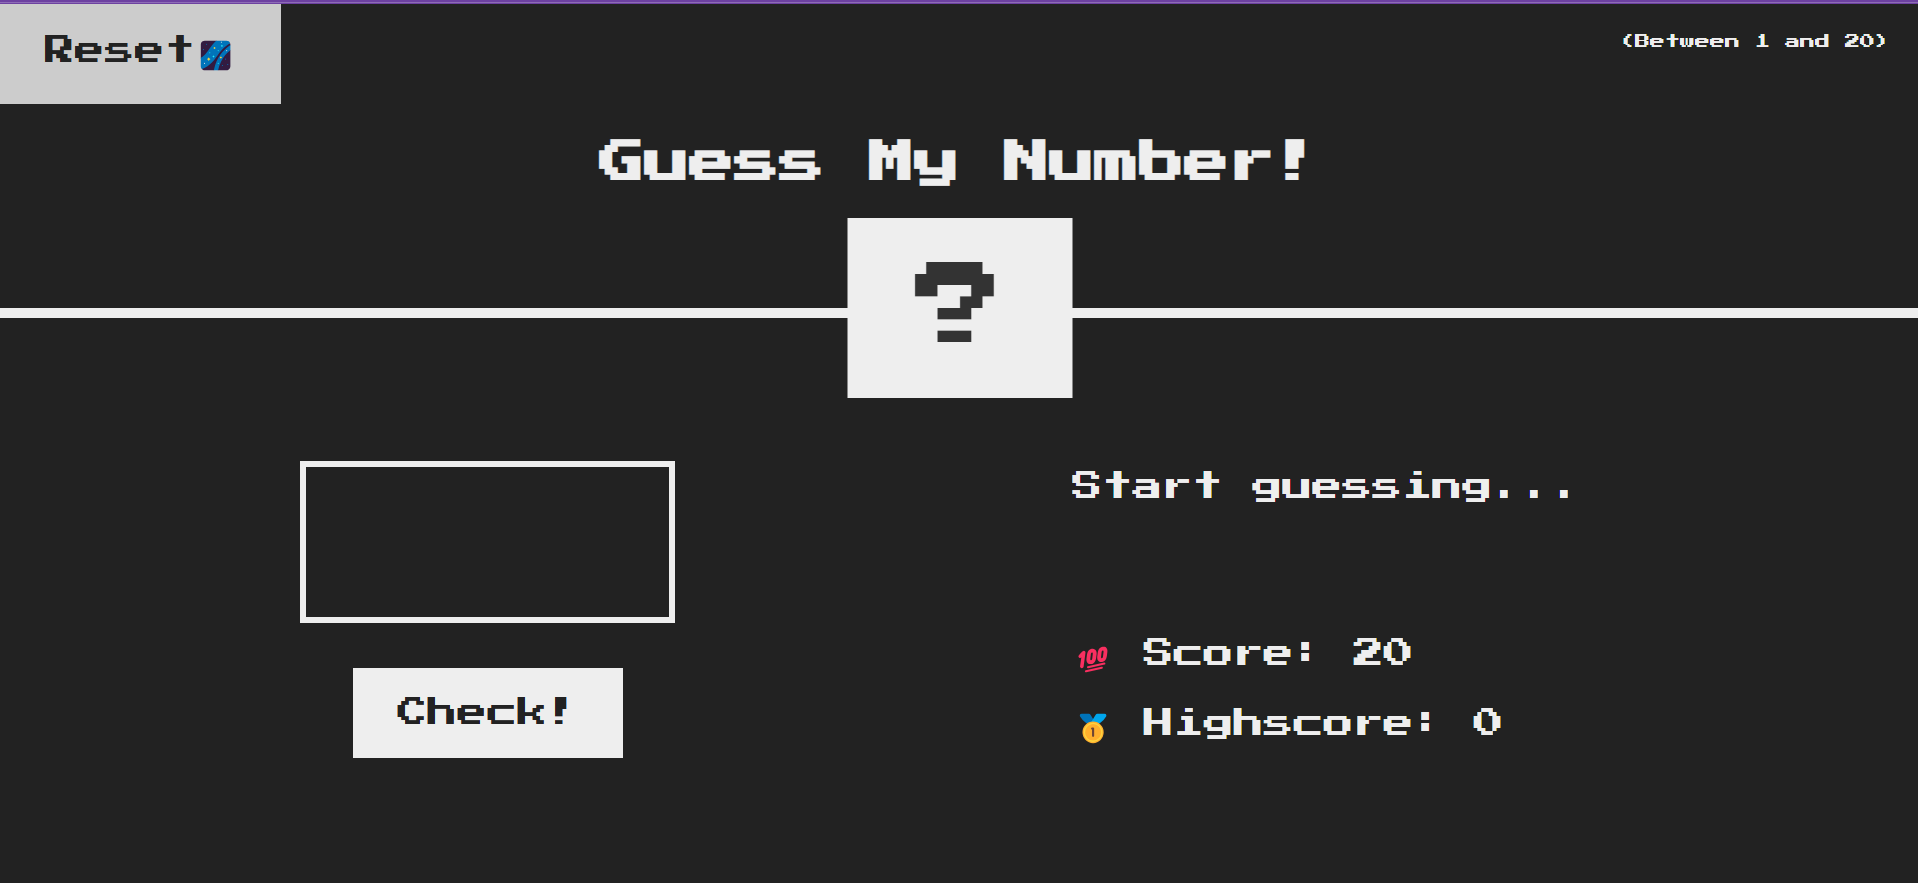 Reset🌌
(Between 1 and 20)
Guess My Number!
?
Start guessing...
Check!
💯 Score: 20
🥇 Highscore: 0